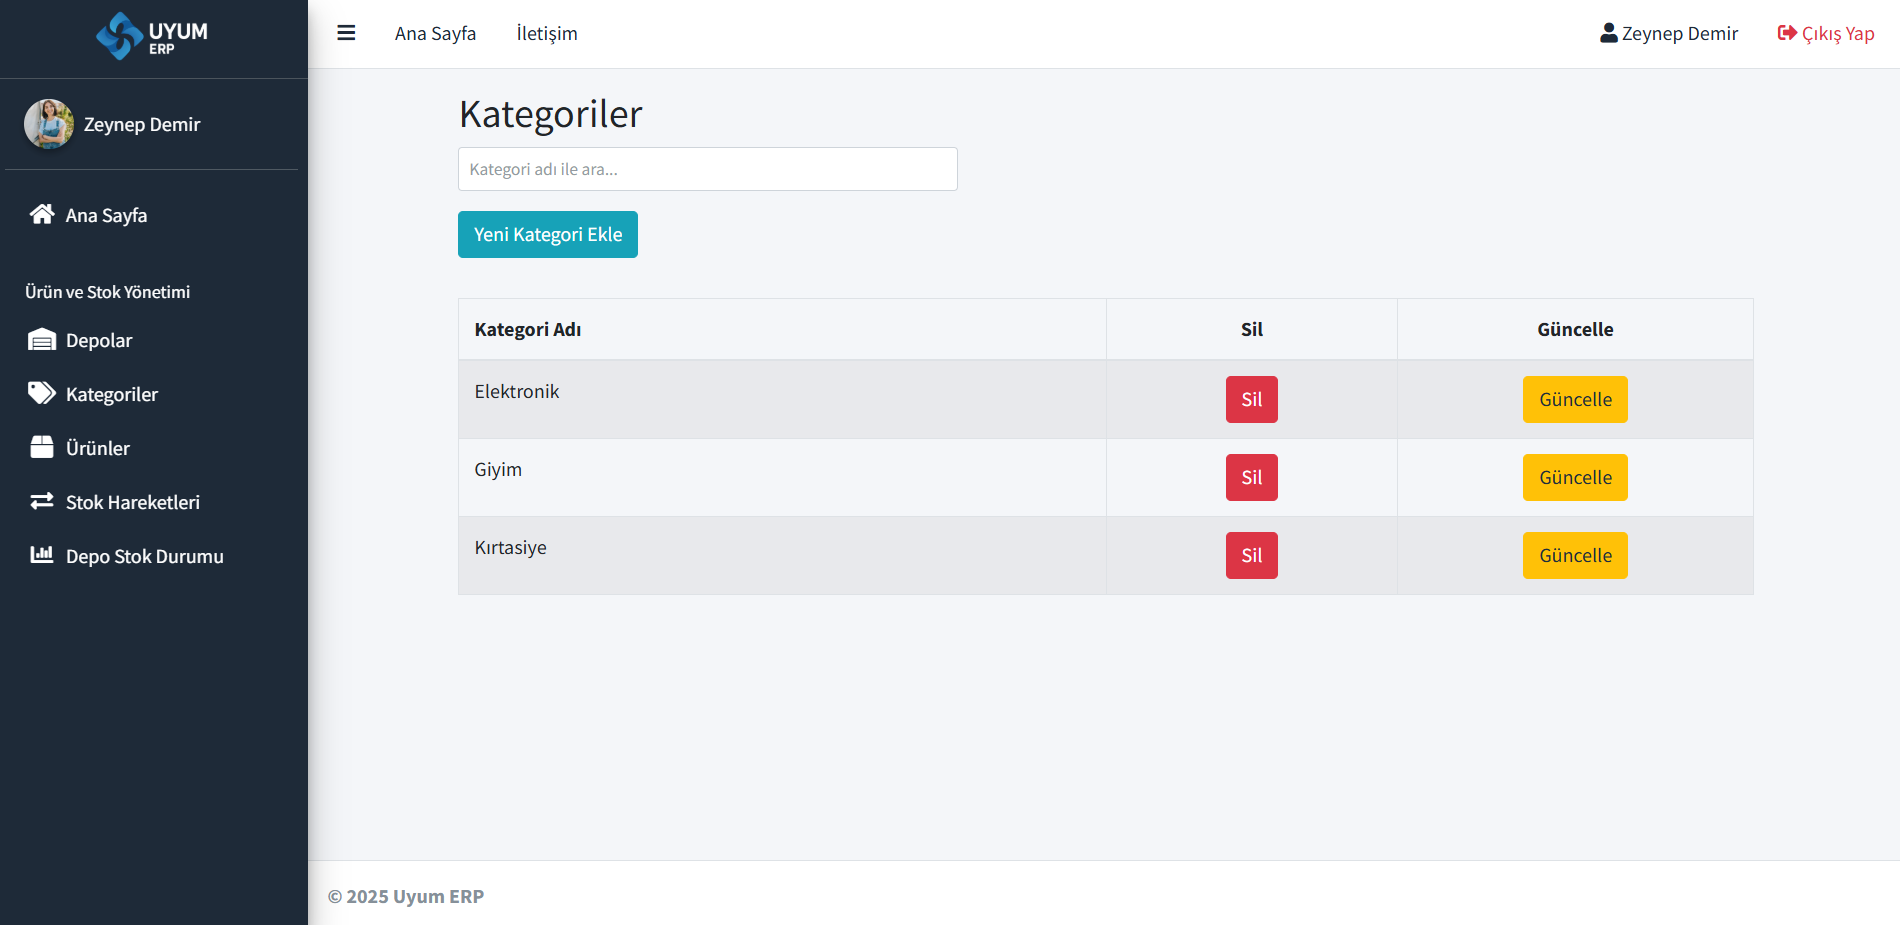 UYUM
ERP
Zeynep Demir
Ana Sayfa
Ürün ve Stok Yönetimi
Depolar
Kategoriler
Ürünler
Stok Hareketleri
Depo Stok Durumu
Ana Sayfa İletişim Zeynep Demir Çıkış Yap
Kategoriler
Kategori adı ile ara...
Yeni Kategori Ekle
Kategori Adı Sil Güncelle
Elektronik Sil Güncelle
Giyim Sil Güncelle
Kırtasiye Sil Güncelle
© 2025 Uyum ERP